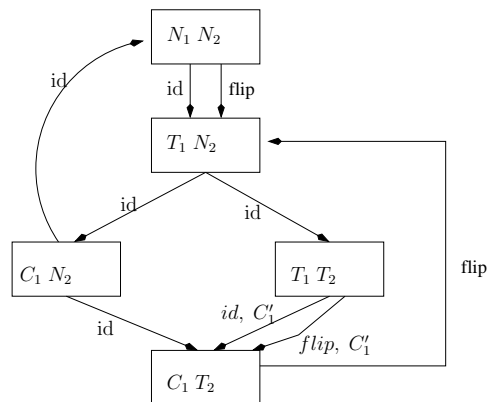 N₁ N₂
id flip
T₁ N₂
id
id id
C₁ N₂ T₁ T₂
flip
id, C₁′
id
flip, C₁′
C₁ T₂